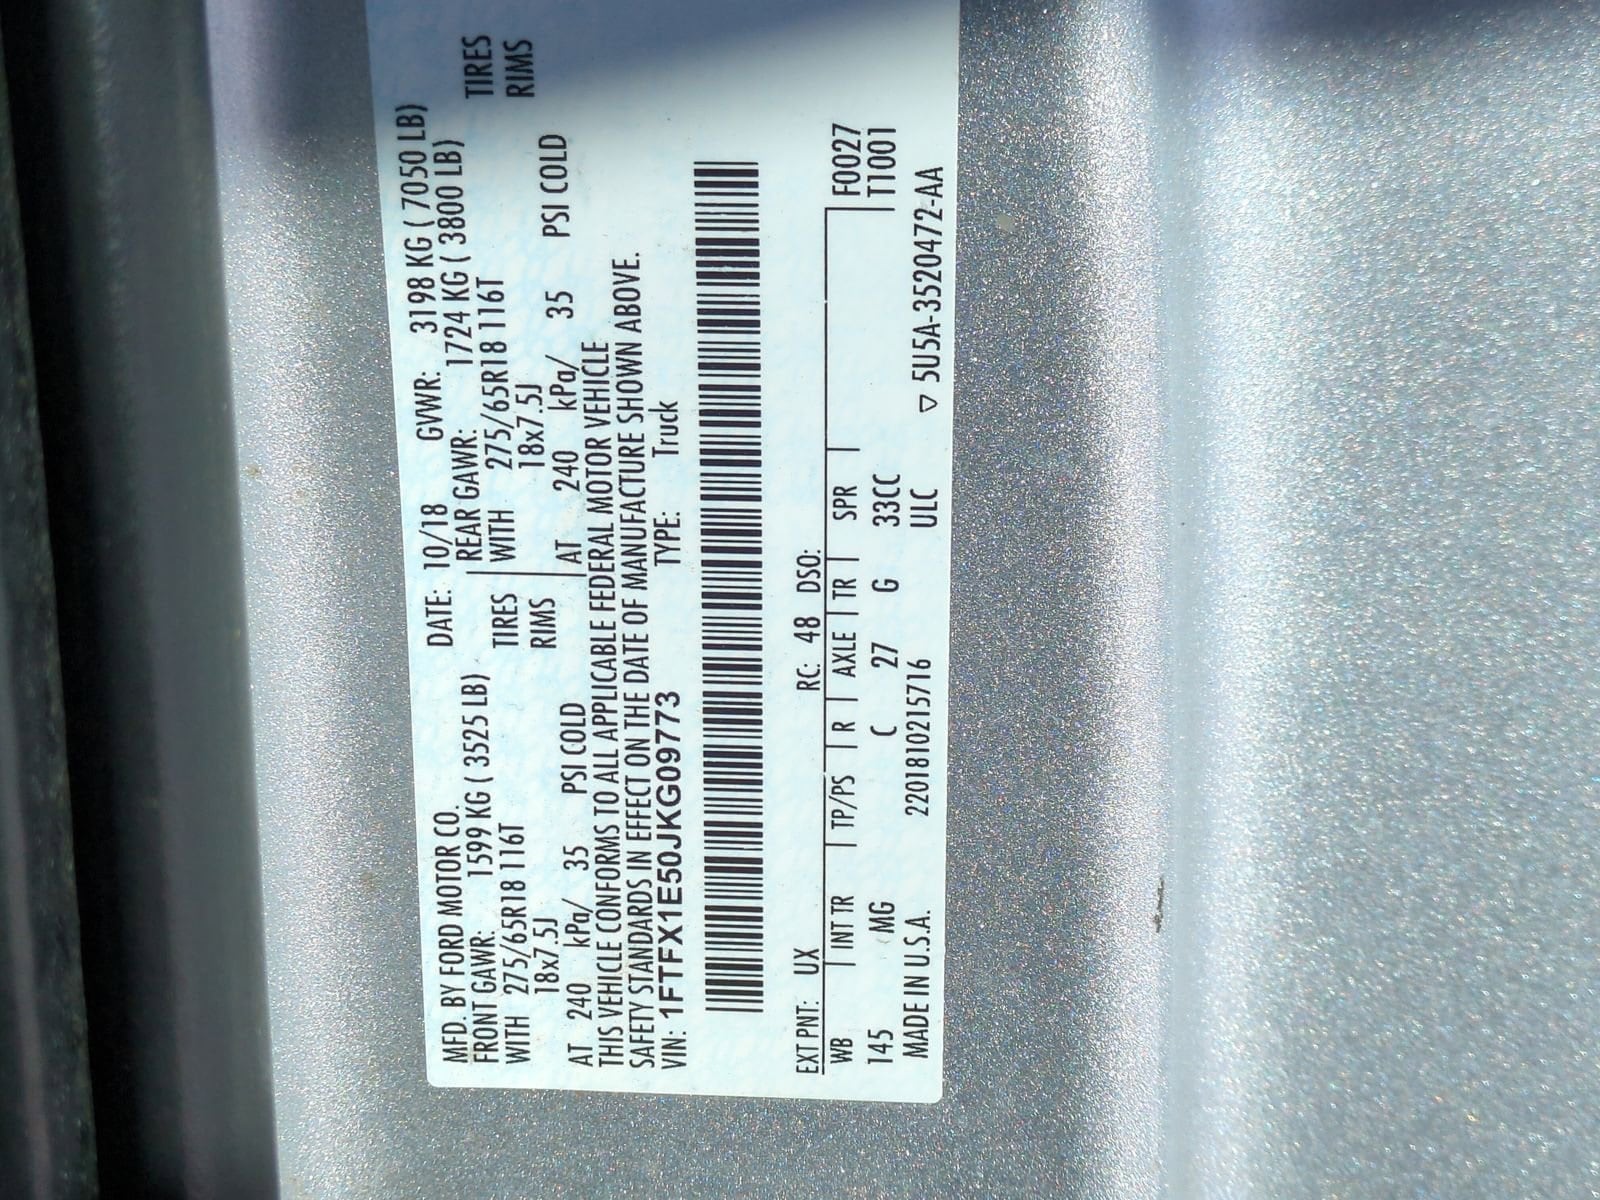 MFD. BY FORD MOTOR CO.
DATE: 10/18 GVWR: 3198 KG ( 7050 LB)
FRONT GAWR: 1599 KG ( 3525 LB)
REAR GAWR: 1724 KG ( 3800 LB)
WITH 275/65R18 116T TIRES
WITH 275/65R18 116T TIRES
18x7.5J RIMS
18x7.5J RIMS
AT 240 kPa/ 35 PSI COLD
AT 240 kPa/ 35 PSI COLD
THIS VEHICLE CONFORMS TO ALL APPLICABLE FEDERAL MOTOR VEHICLE
SAFETY STANDARDS IN EFFECT ON THE DATE OF MANUFACTURE SHOWN ABOVE.
VIN: 1FTFX1E50JKG09773 TYPE: Truck
EXT PNT: UX RC: 48 DSO:
WB INT TR TP/PS R AXLE TR SPR F0027
145 MG C 27 G 33CC T1001
MADE IN U.S.A. 220181021 5716 ULC ▽ 5U5A-3520472-AA